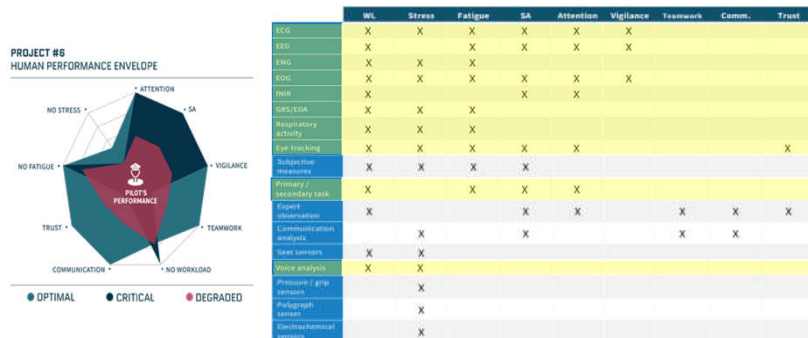 PROJECT #6
HUMAN PERFORMANCE ENVELOPE
ATTENTION
NO STRESS
SA
NO FATIGUE
VIGILANCE
PILOT'S
PERFORMANCE
TRUST
TEAMWORK
COMMUNICATION
NO WORKLOAD
OPTIMAL CRITICAL DEGRADED
WL Stress Fatigue SA Attention Vigilance Teamwork Comm. Trust
ECG X X X X X X
EEG X X X X X
EMG X X X
EOG X X X X X X
fNIR X X X
GRS/EDA X X X
Respiratory
activity X X X
Eye-tracking X X X X X X
Subjective
measures X X X X
Primary /
secondary task X X X X
Expert
observation X X X X X X
Communication
analysis X X X X
Seat sensors X X
Voice analysis X X
Pressure / grip
sensors X
Polygraph
sensor X
Electrochemical
sensors X